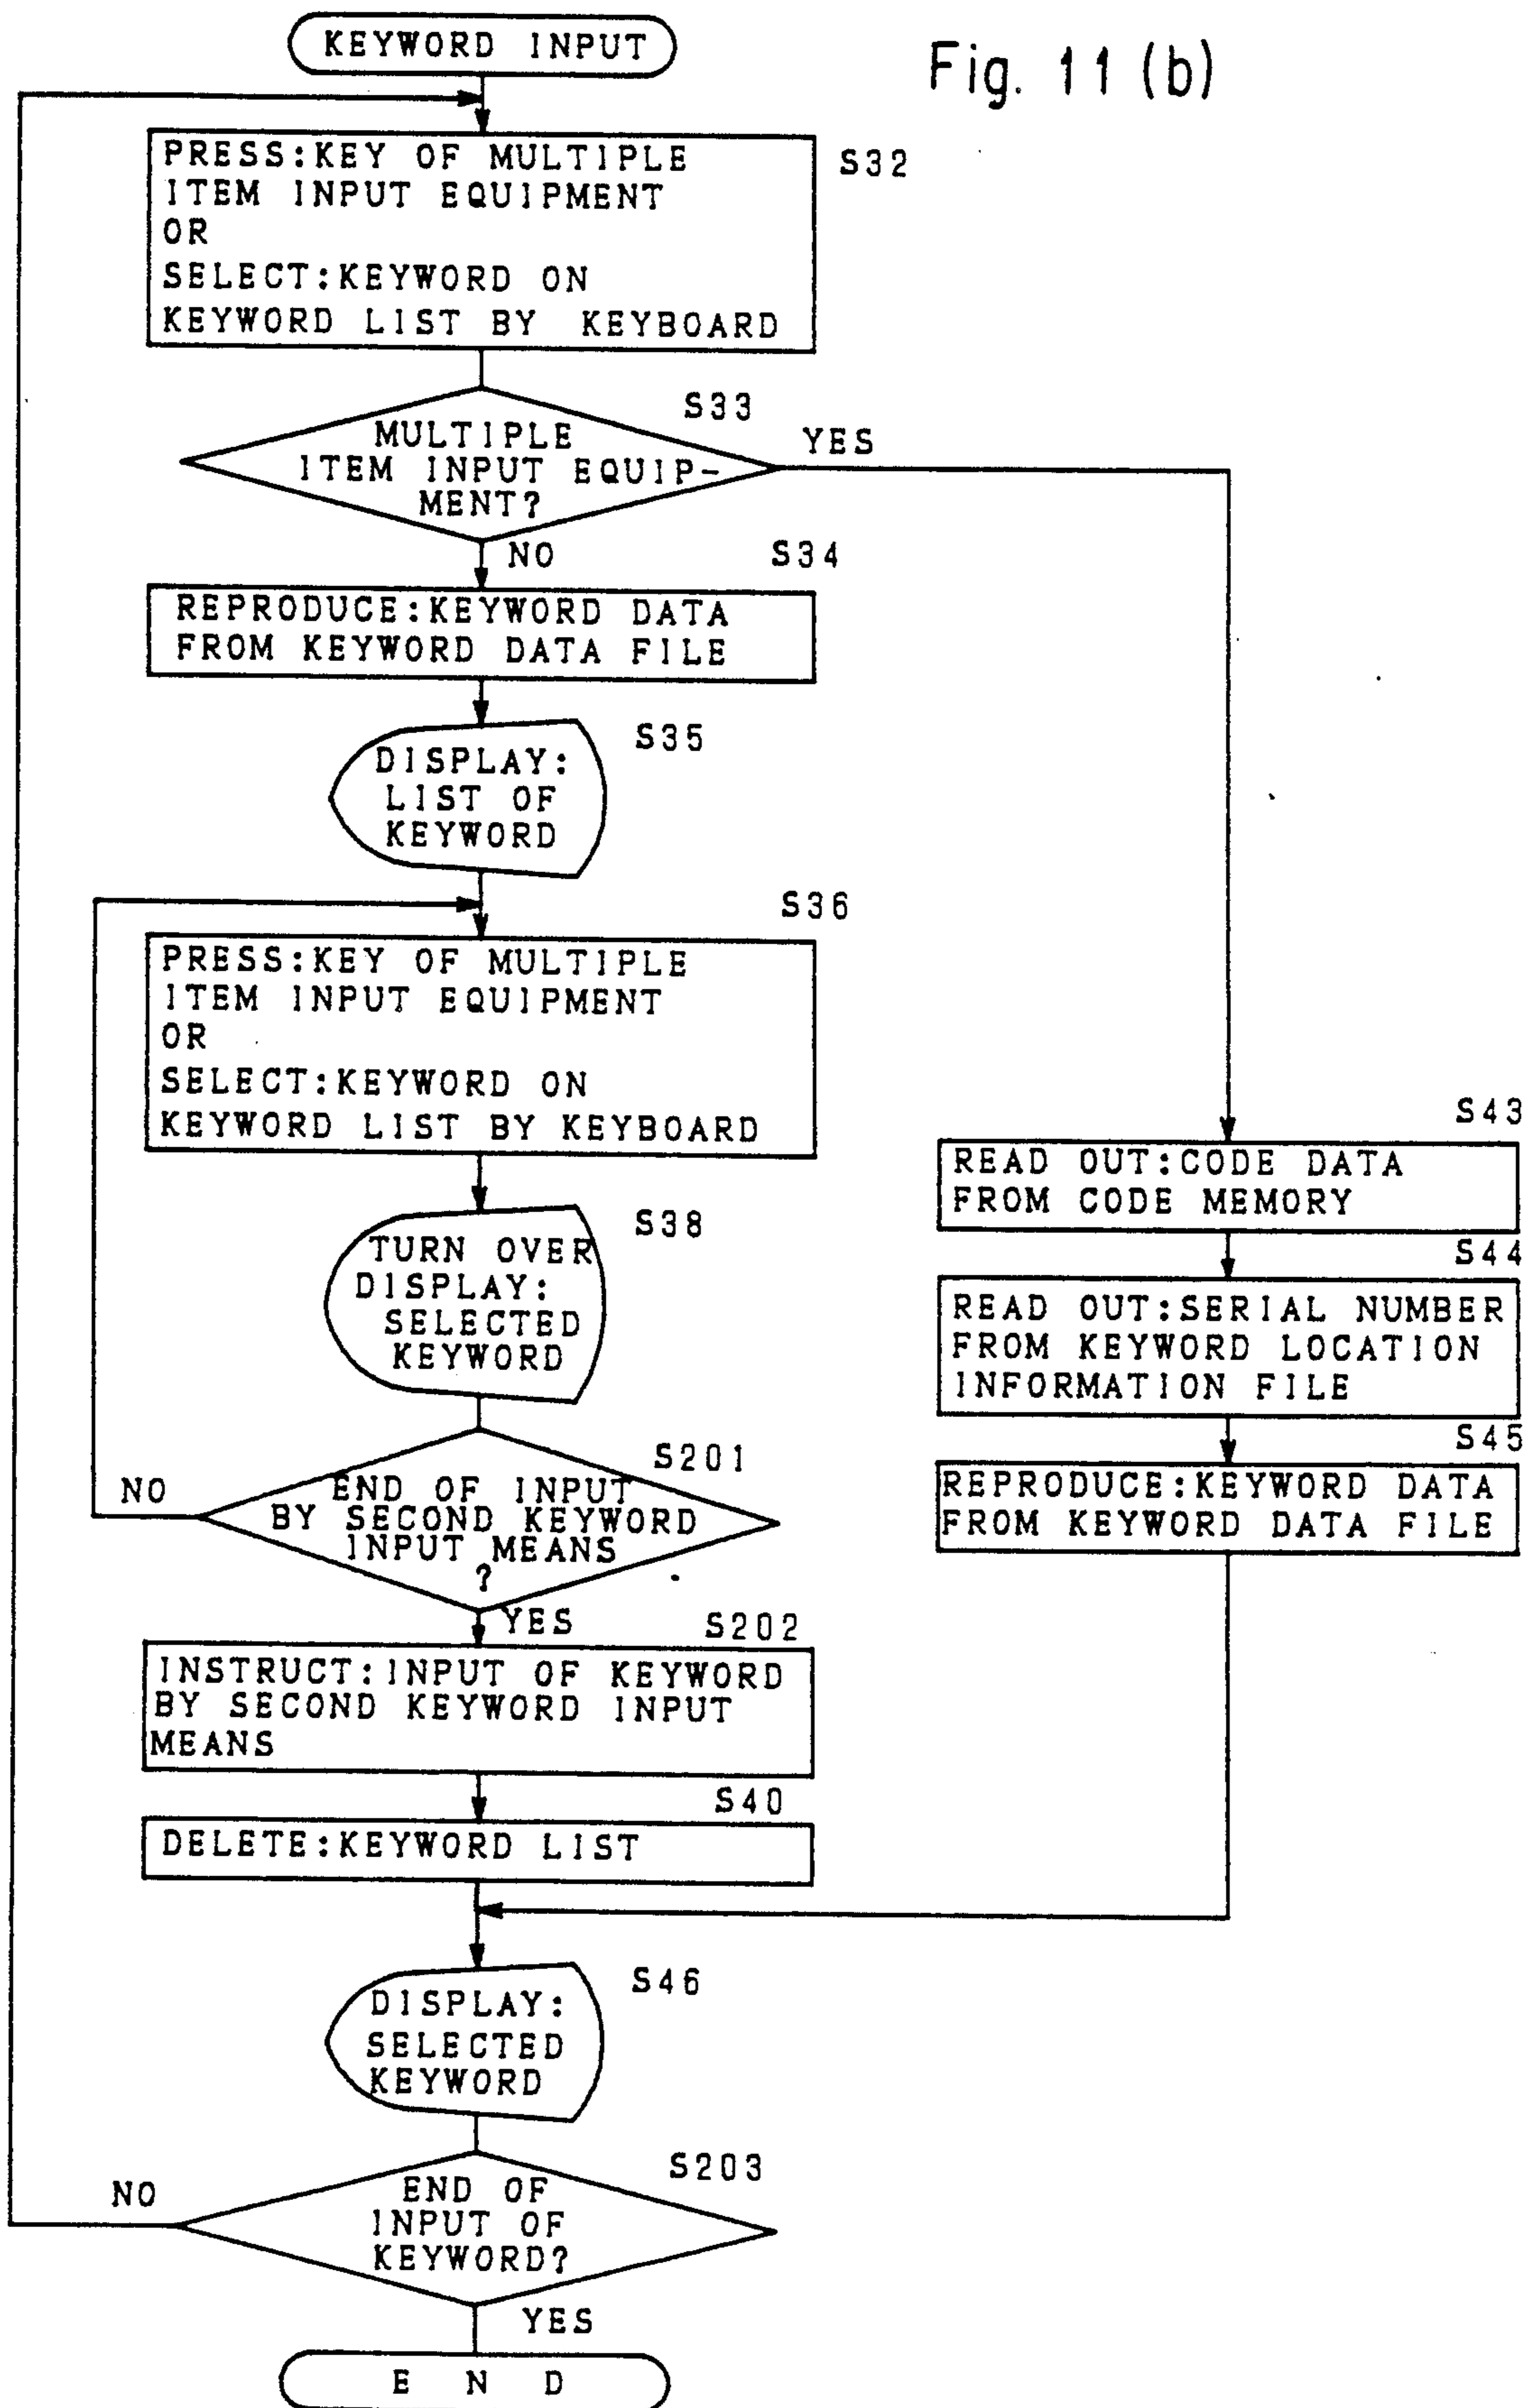 KEYWORD INPUT
Fig. 11 (b)
PRESS:KEY OF MULTIPLE
ITEM INPUT EQUIPMENT
OR
SELECT:KEYWORD ON
KEYWORD LIST BY KEYBOARD
S32
S33
MULTIPLE
ITEM INPUT EQUIP-
MENT?
YES
NO
S34
REPRODUCE:KEYWORD DATA
FROM KEYWORD DATA FILE
S35
DISPLAY:
LIST OF
KEYWORD
S36
PRESS:KEY OF MULTIPLE
ITEM INPUT EQUIPMENT
OR
SELECT:KEYWORD ON
KEYWORD LIST BY KEYBOARD
S38
TURN OVER
DISPLAY:
SELECTED
KEYWORD
S201
END OF INPUT
BY SECOND KEYWORD
INPUT MEANS
?
NO
YES
S202
INSTRUCT:INPUT OF KEYWORD
BY SECOND KEYWORD INPUT
MEANS
S40
DELETE:KEYWORD LIST
S43
READ OUT:CODE DATA
FROM CODE MEMORY
S44
READ OUT:SERIAL NUMBER
FROM KEYWORD LOCATION
INFORMATION FILE
S45
REPRODUCE:KEYWORD DATA
FROM KEYWORD DATA FILE
S46
DISPLAY:
SELECTED
KEYWORD
S203
END OF
INPUT OF
KEYWORD?
NO
YES
E N D